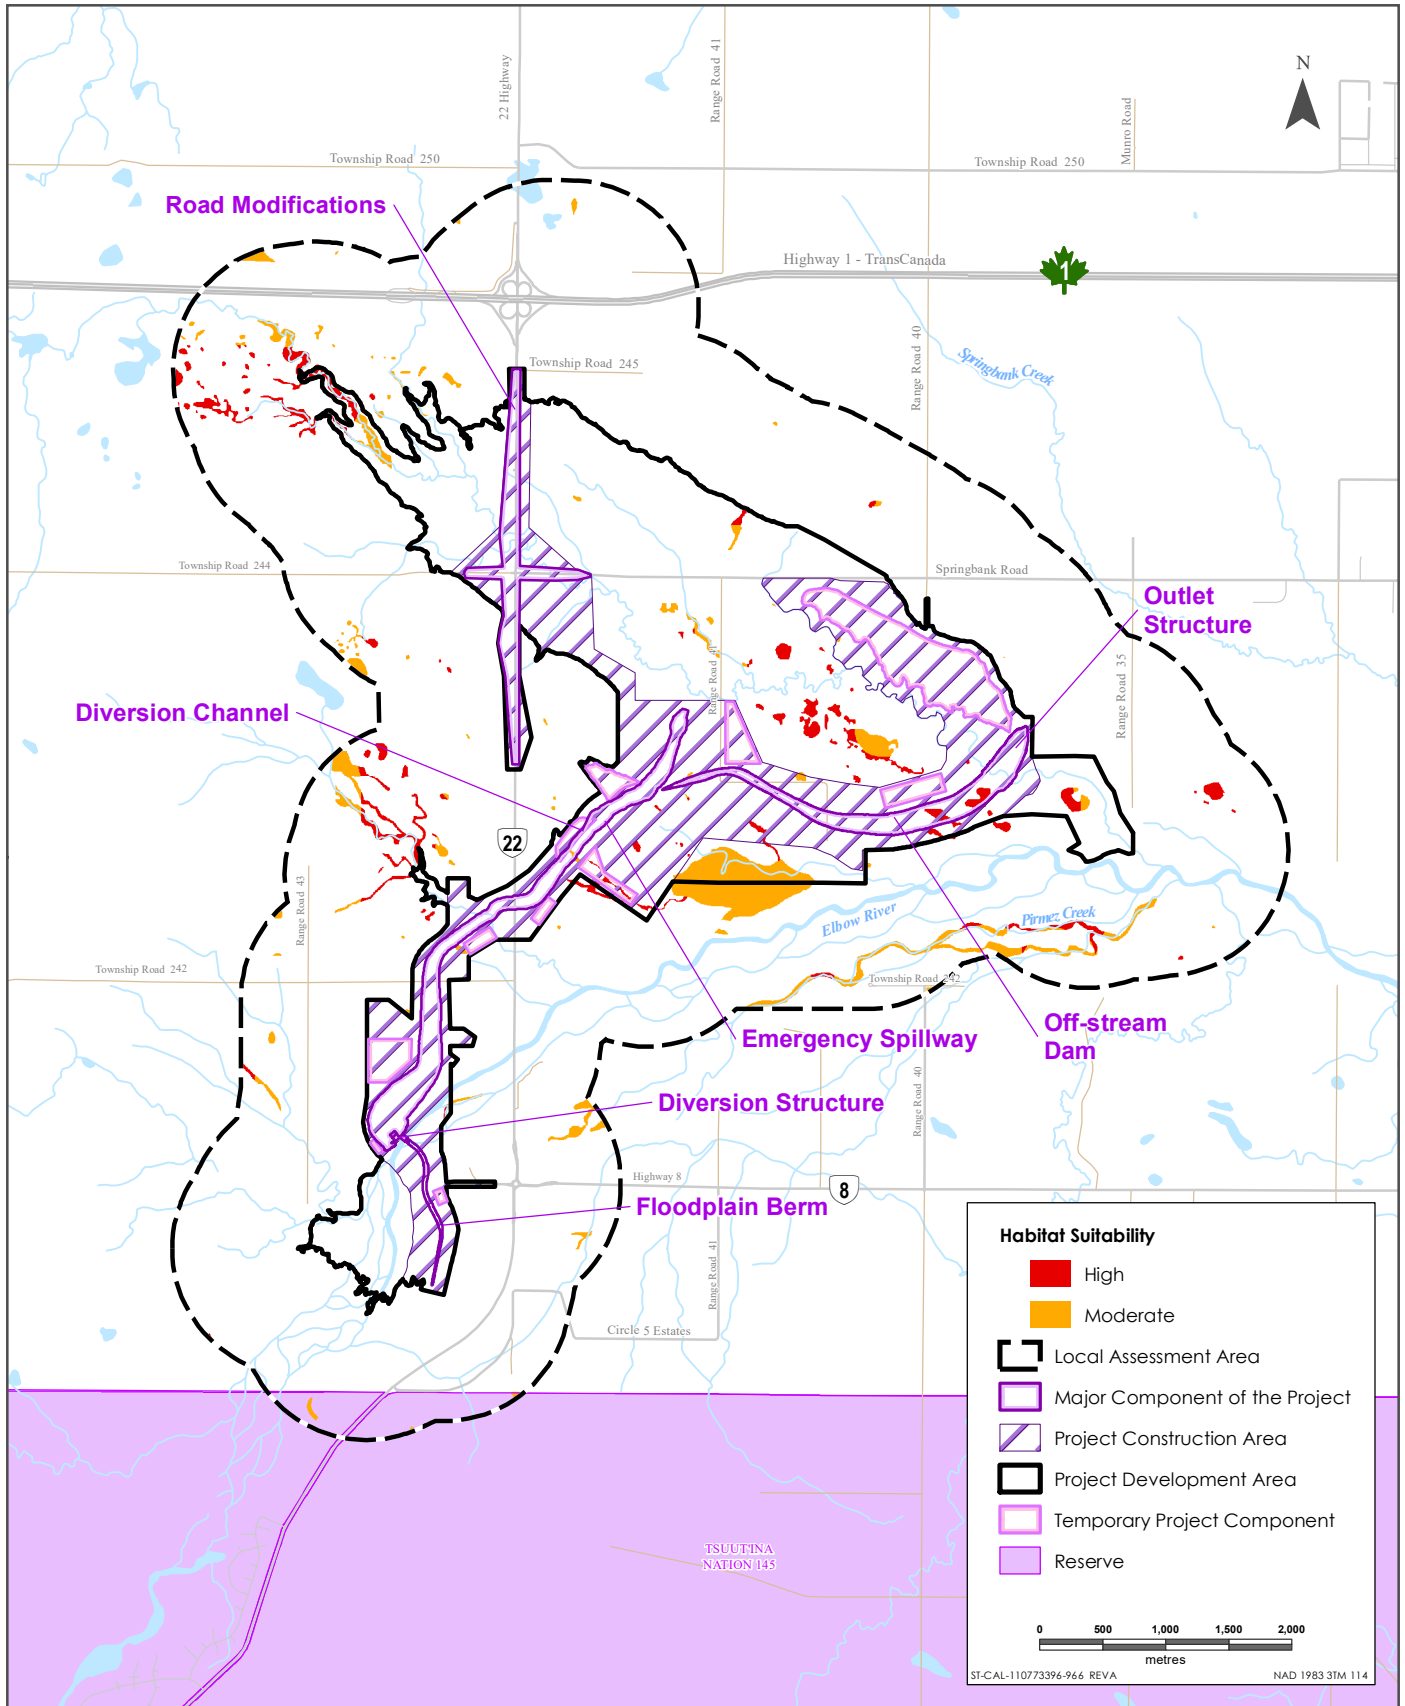 22 Highway
Range Road 41
Munro Road
N
Township Road 250
Township Road 250
Road Modifications
Highway 1 - TransCanada
1
Range Road 40
Springbank Creek
Township Road 245
Township Road 244
Springbank Road
Outlet
Structure
Range Road 41
Range Road 35
Diversion Channel
22
Range Road 43
Elbow River
Pirmez Creek
Township Road 242
Township Road 242
Emergency Spillway
Off-stream
Dam
Range Road 40
Diversion Structure
Highway 8
8
Floodplain Berm
Range Road 41
Circle 5 Estates
TSUUT'INA
NATION 145
Habitat Suitability
High
Moderate
Local Assessment Area
Major Component of the Project
Project Construction Area
Project Development Area
Temporary Project Component
Reserve
0 500 1,000 1,500 2,000
metres
ST-CAL-110773396-966 REVA NAD 1983 3TM 114